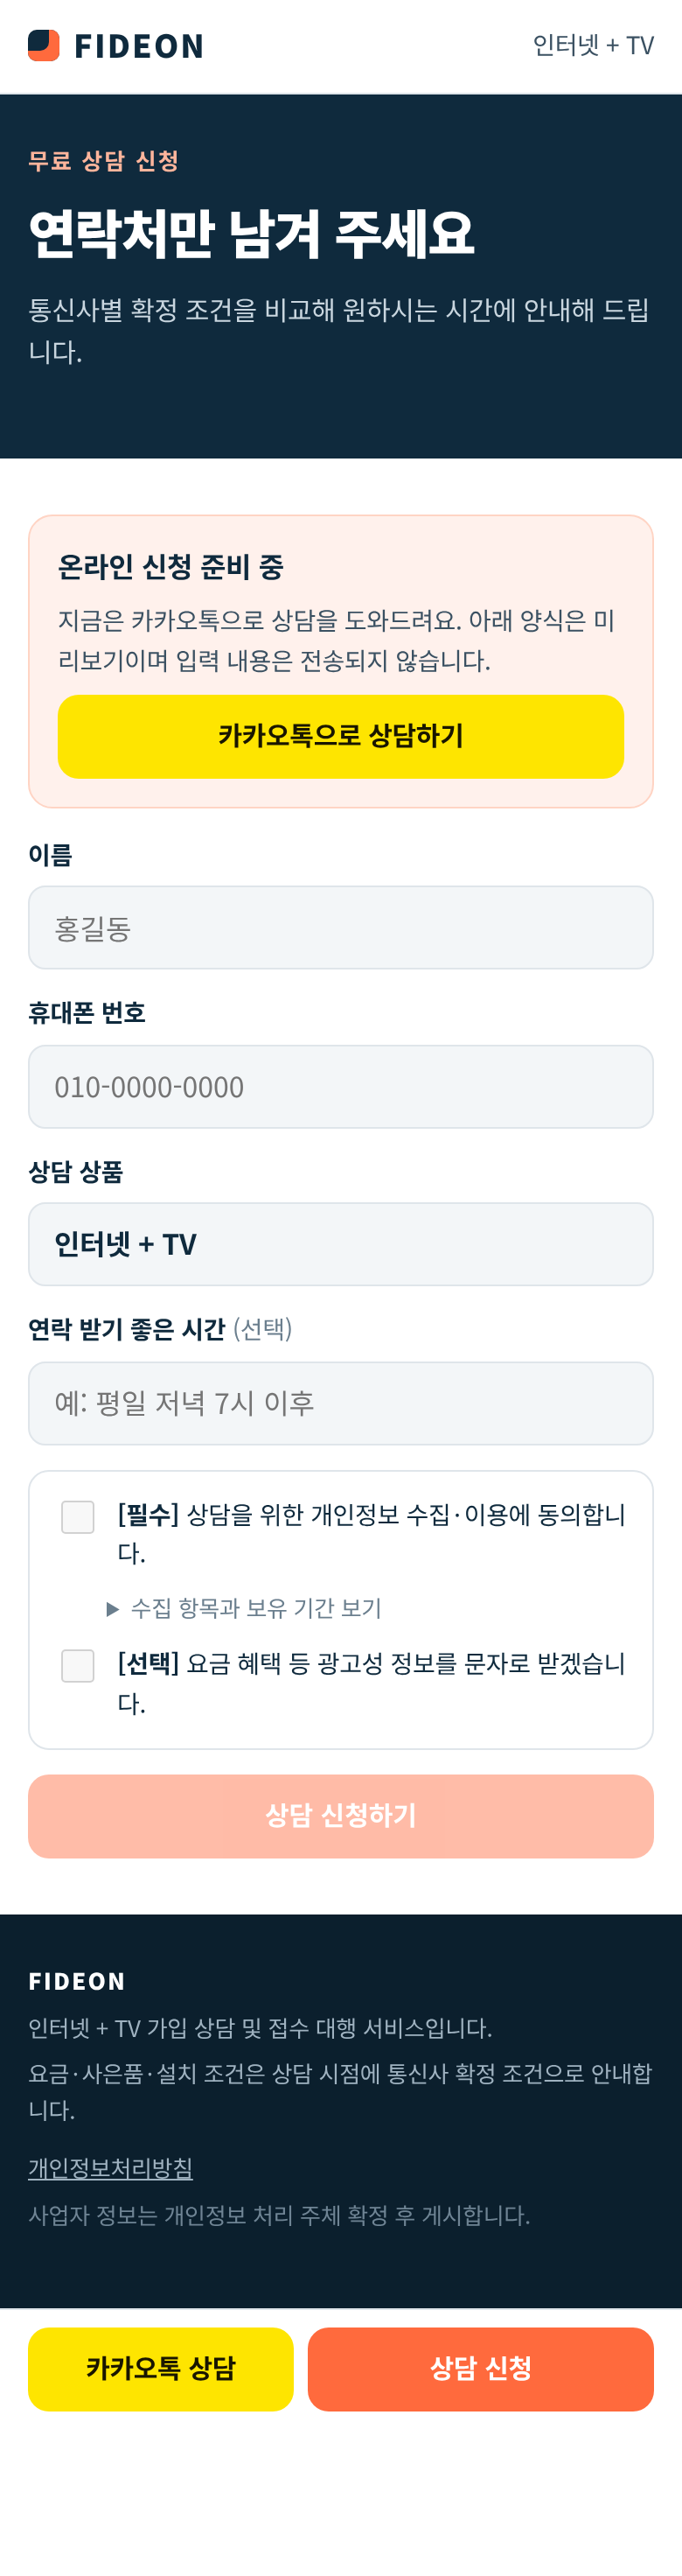 FIDEON
인터넷 + TV
무료 상담 신청
연락처만 남겨 주세요
통신사별 확정 조건을 비교해 원하시는 시간에 안내해 드립
니다.
온라인 신청 준비 중
지금은 카카오톡으로 상담을 도와드려요. 아래 양식은 미
리보기이며 입력 내용은 전송되지 않습니다.
카카오톡으로 상담하기
이름
홍길동
휴대폰 번호
010-0000-0000
상담 상품
인터넷 + TV
연락 받기 좋은 시간 (선택)
예: 평일 저녁 7시 이후
[필수] 상담을 위한 개인정보 수집·이용에 동의합니
다.
▶ 수집 항목과 보유 기간 보기
[선택] 요금 혜택 등 광고성 정보를 문자로 받겠습니
다.
상담 신청하기
FIDEON
인터넷 + TV 가입 상담 및 접수 대행 서비스입니다.
요금·사은품·설치 조건은 상담 시점에 통신사 확정 조건으로 안내합
니다.
개인정보처리방침
사업자 정보는 개인정보 처리 주체 확정 후 게시합니다.
카카오톡 상담
상담 신청